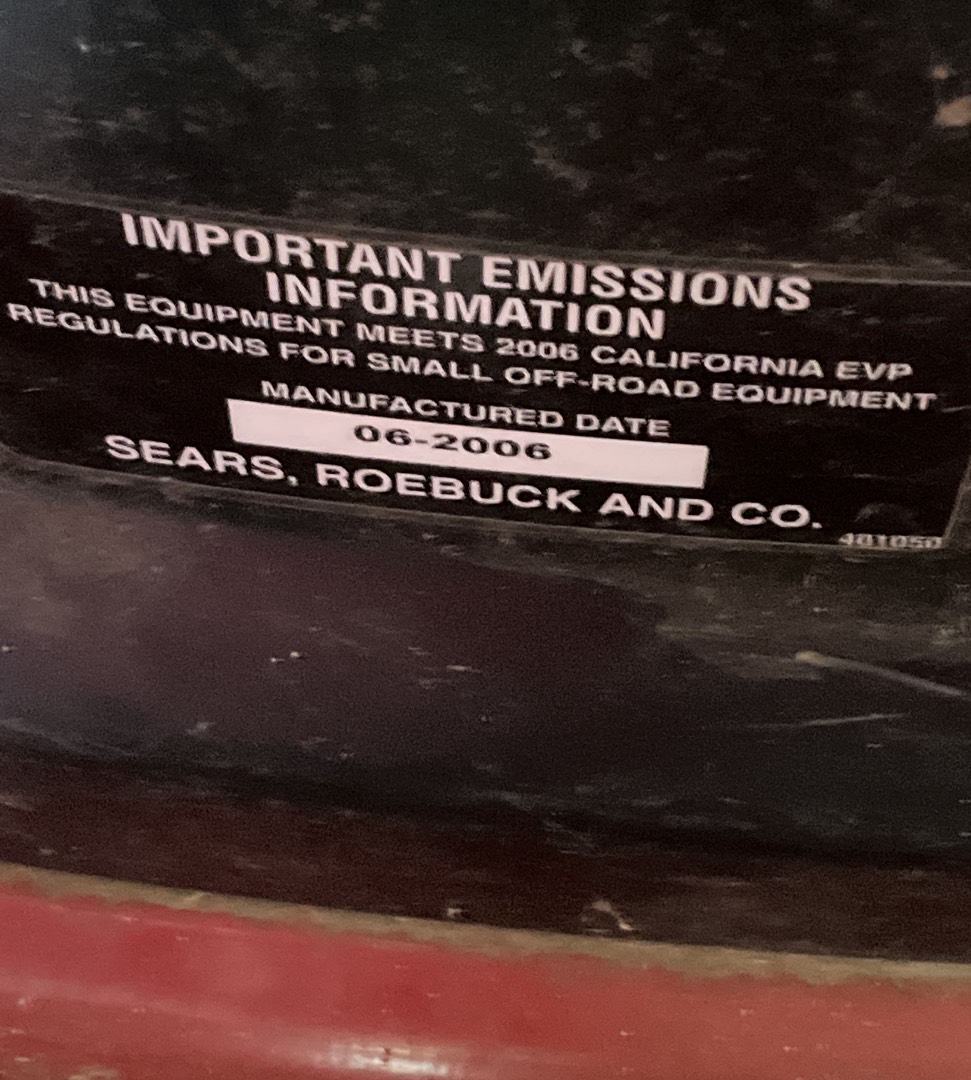 IMPORTANT EMISSIONS
INFORMATION
THIS EQUIPMENT MEETS 2006 CALIFORNIA EVP
REGULATIONS FOR SMALL OFF-ROAD EQUIPMENT
MANUFACTURED DATE
06-2006
SEARS, ROEBUCK AND CO.
401050